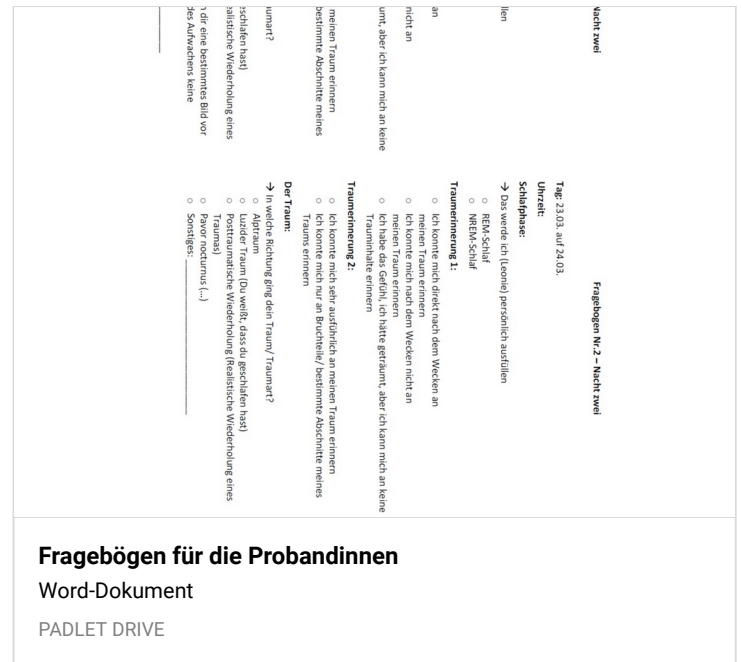 Nacht zwei
llen
an
nicht an
umt, aber ich kann mich an keine
meinen Traum erinnern
bestimmte Abschnitte meines
umart?
eschlafen hast)
ealistische Wiederholung eines
n dir eine bestimmtes Bild vor
des Aufwachens keine
Fragebogen Nr.2 – Nacht zwei
Tag: 23.03. auf 24.03.
Uhrzeit:
Schlafphase:
→ Das werde ich (Leonie) persönlich ausfüllen
○ REM-Schlaf
○ NREM-Schlaf
Traumerinnerung 1:
○ Ich konnte mich direkt nach dem Wecken an
meinen Traum erinnern
○ Ich konnte mich nach dem Wecken nicht an
meinen Traum erinnern
○ Ich habe das Gefühl, ich hätte geträumt, aber ich kann mich an keine
Trauminhalte erinnern
Traumerinnerung 2:
○ Ich konnte mich sehr ausführlich an meinen Traum erinnern
○ Ich konnte mich nur an Bruchteile/ bestimmte Abschnitte meines
Traums erinnern
Der Traum:
→ In welche Richtung ging dein Traum/ Traumart?
○ Alptraum
○ Luzider Traum (Du weißt, dass du geschlafen hast)
○ Posttraumatische Wiederholung (Realistische Wiederholung eines
Traumas)
○ Pavor nocturnus (...)
○ Sonstiges: ____________________
Fragebögen für die Probandinnen
Word-Dokument
PADLET DRIVE